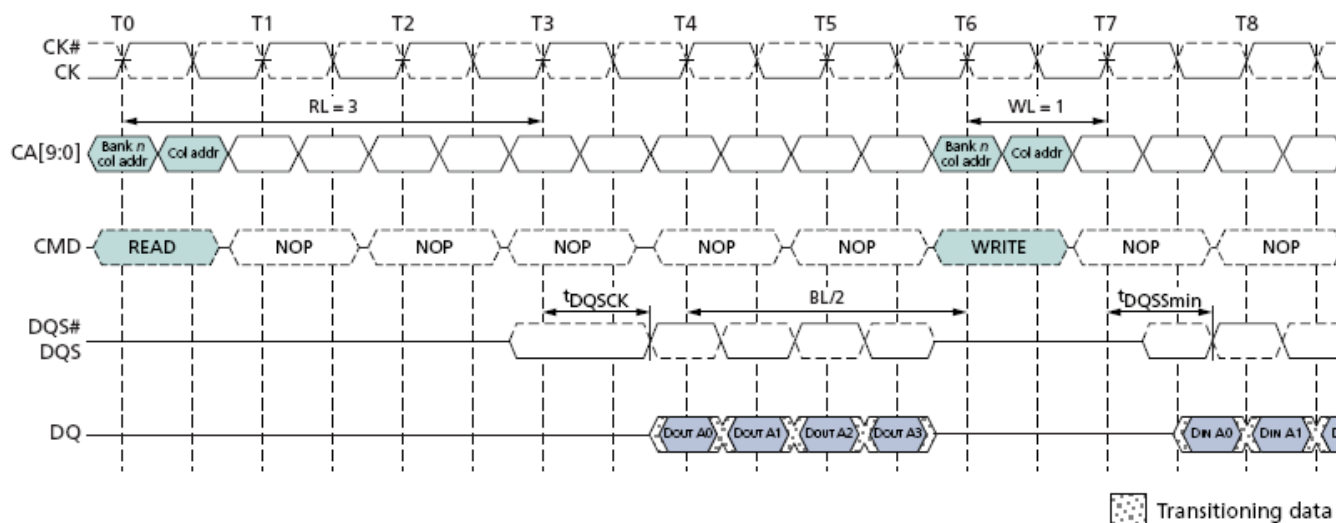 T0 T1 T2 T3 T4 T5 T6 T7 T8
CK#
CK
RL = 3 WL = 1
CA[9:0] Bank n col addr Col addr Bank n col addr Col addr
CMD READ NOP NOP NOP NOP NOP WRITE NOP NOP
tDQSCK BL/2 tDQSSmin
DQS#
DQS
DQ DOUT A0 DOUT A1 DOUT A2 DOUT A3 DIN A0 DIN A1 D
Transitioning data